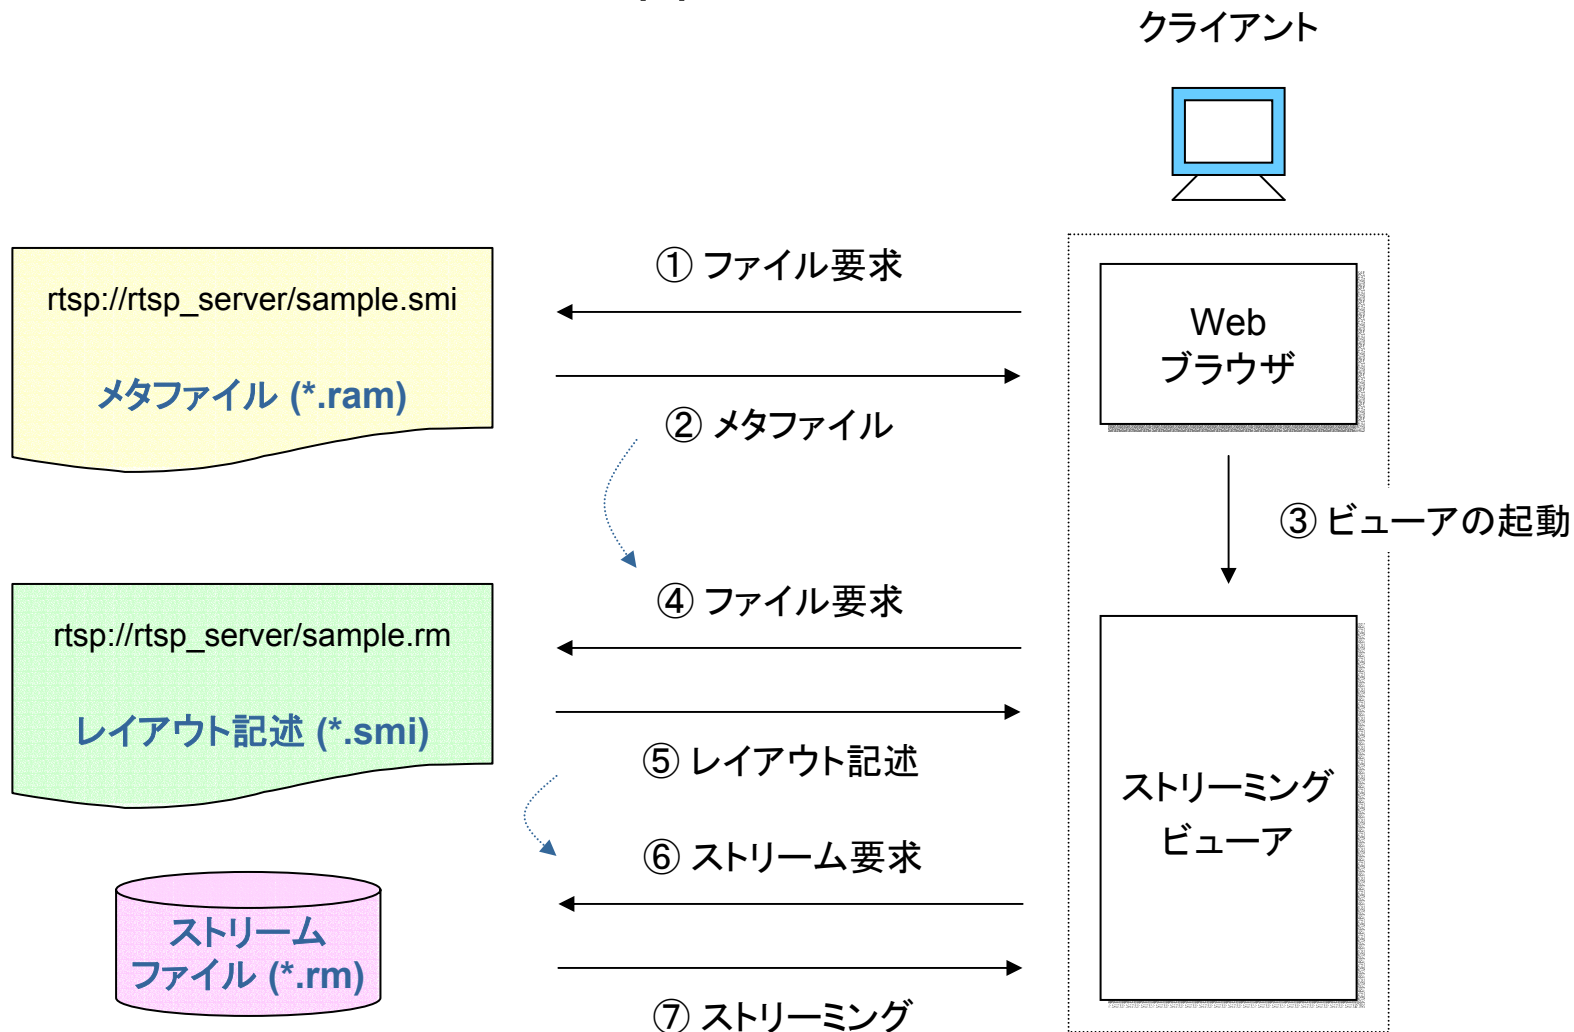 クライアント
① ファイル要求
rtsp://rtsp_server/sample.smi
Web
ブラウザ
メタファイル (*.ram)
② メタファイル
③ ビューアの起動
④ ファイル要求
rtsp://rtsp_server/sample.rm
レイアウト記述 (*.smi)
⑤ レイアウト記述
ストリーミング
ビューア
⑥ ストリーム要求
ストリーム
ファイル (*.rm)
⑦ ストリーミング